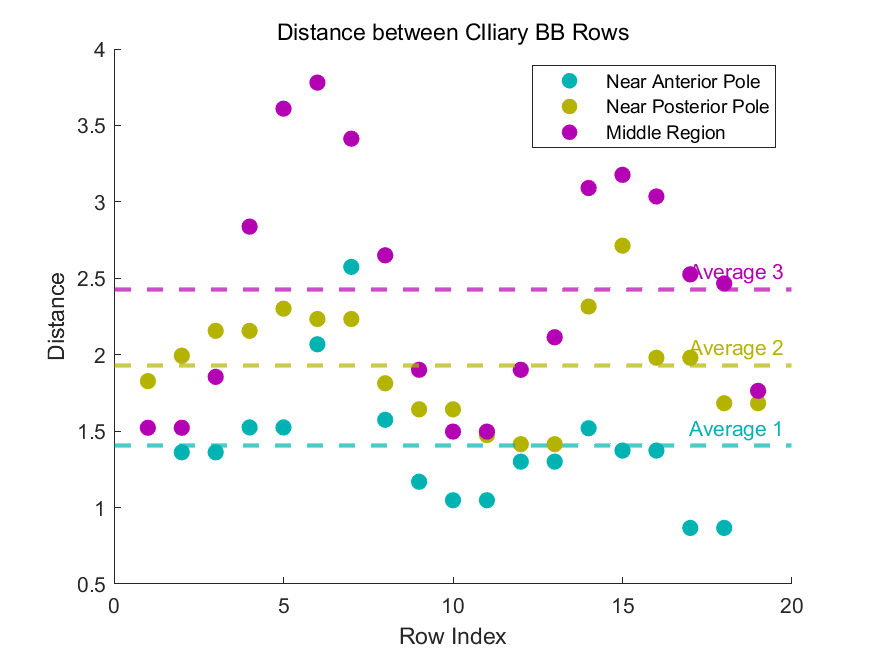 Distance between CIliary BB Rows
4
3.5
3
2.5
2
1.5
1
0.5
Distance
Near Anterior Pole
Near Posterior Pole
Middle Region
Average 3
Average 2
Average 1
0
5
10
15
20
Row Index